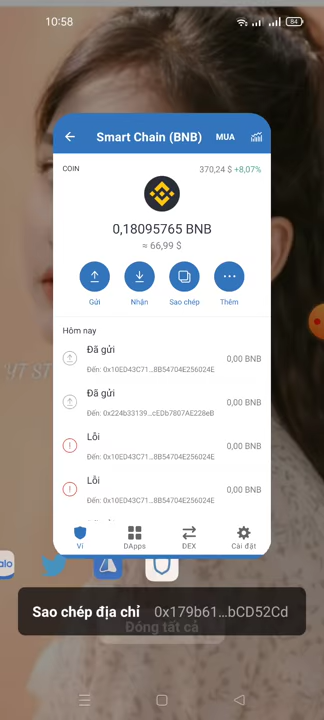 10:58
84
Smart Chain (BNB)
MUA
COIN
370,24 $ +8,07%
0,18095765 BNB
≈ 66,99 $
Gửi
Nhận
Sao chép
Thêm
Hôm nay
Đã gửi
0,00 BNB
Đến: 0x10ED43C71...8B54704E256024E
Đã gửi
0,00 BNB
Đến: 0x224b33139...cEDb7807AE228eB
Lỗi
0,00 BNB
Đến: 0x10ED43C71...8B54704E256024E
Lỗi
0,00 BNB
Đến: 0x10ED43C71...8B54704E256024E
Ví
DApps
DEX
Cài đặt
alo
Sao chép địa chỉ 0x179b61...bCD52Cd
Đóng tất cả